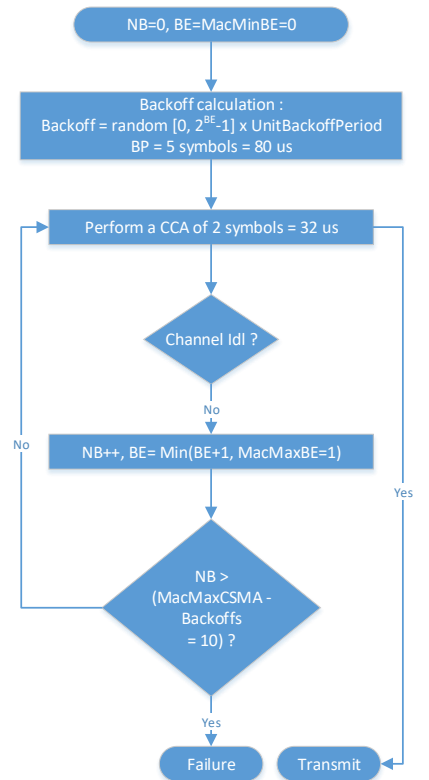 NB=0, BE=MacMinBE=0
Backoff calculation :
Backoff = random [0, 2^BE-1] x UnitBackoffPeriod
BP = 5 symbols = 80 us
Perform a CCA of 2 symbols = 32 us
Channel Idl ?
No
NB++, BE= Min(BE+1, MacMaxBE=1)
No
Yes
NB >
(MacMaxCSMA -
Backoffs
= 10) ?
Yes
Failure
Transmit